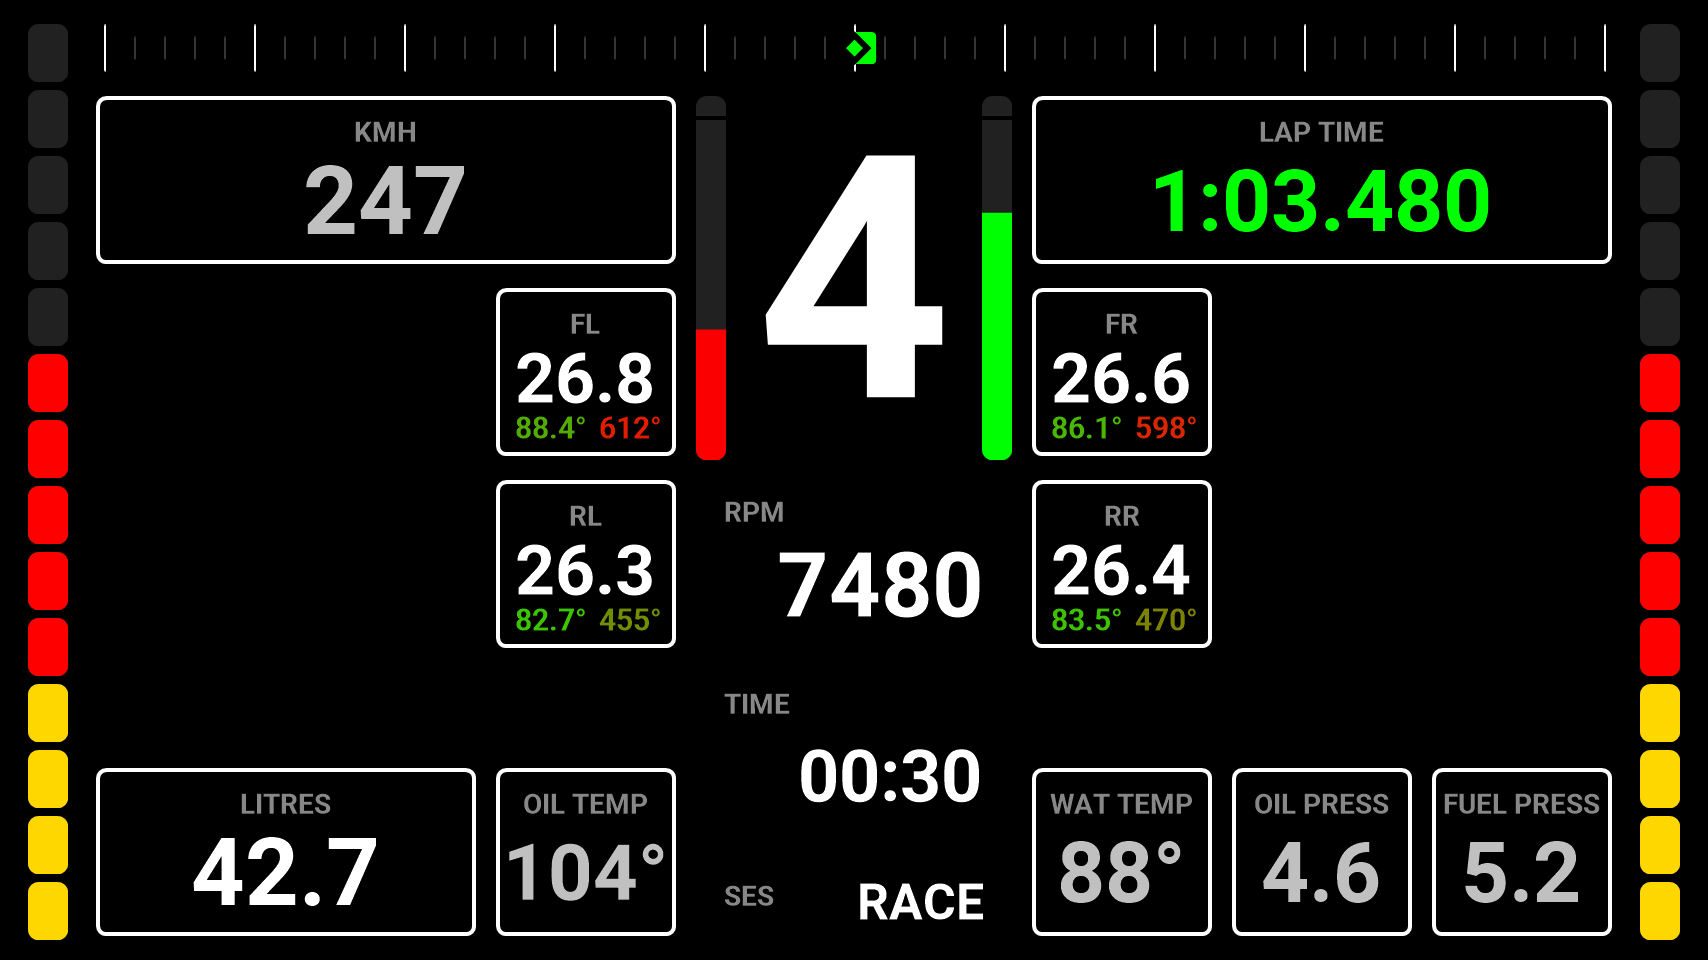 KMH
247
4
LAP TIME
1:03.480
FL
26.8
88.4° 612°
FR
26.6
86.1° 598°
RL
26.3
82.7° 455°
RPM
7480
RR
26.4
83.5° 470°
TIME
00:30
LITRES
42.7
OIL TEMP
104°
SES RACE
WAT TEMP
88°
OIL PRESS
4.6
FUEL PRESS
5.2